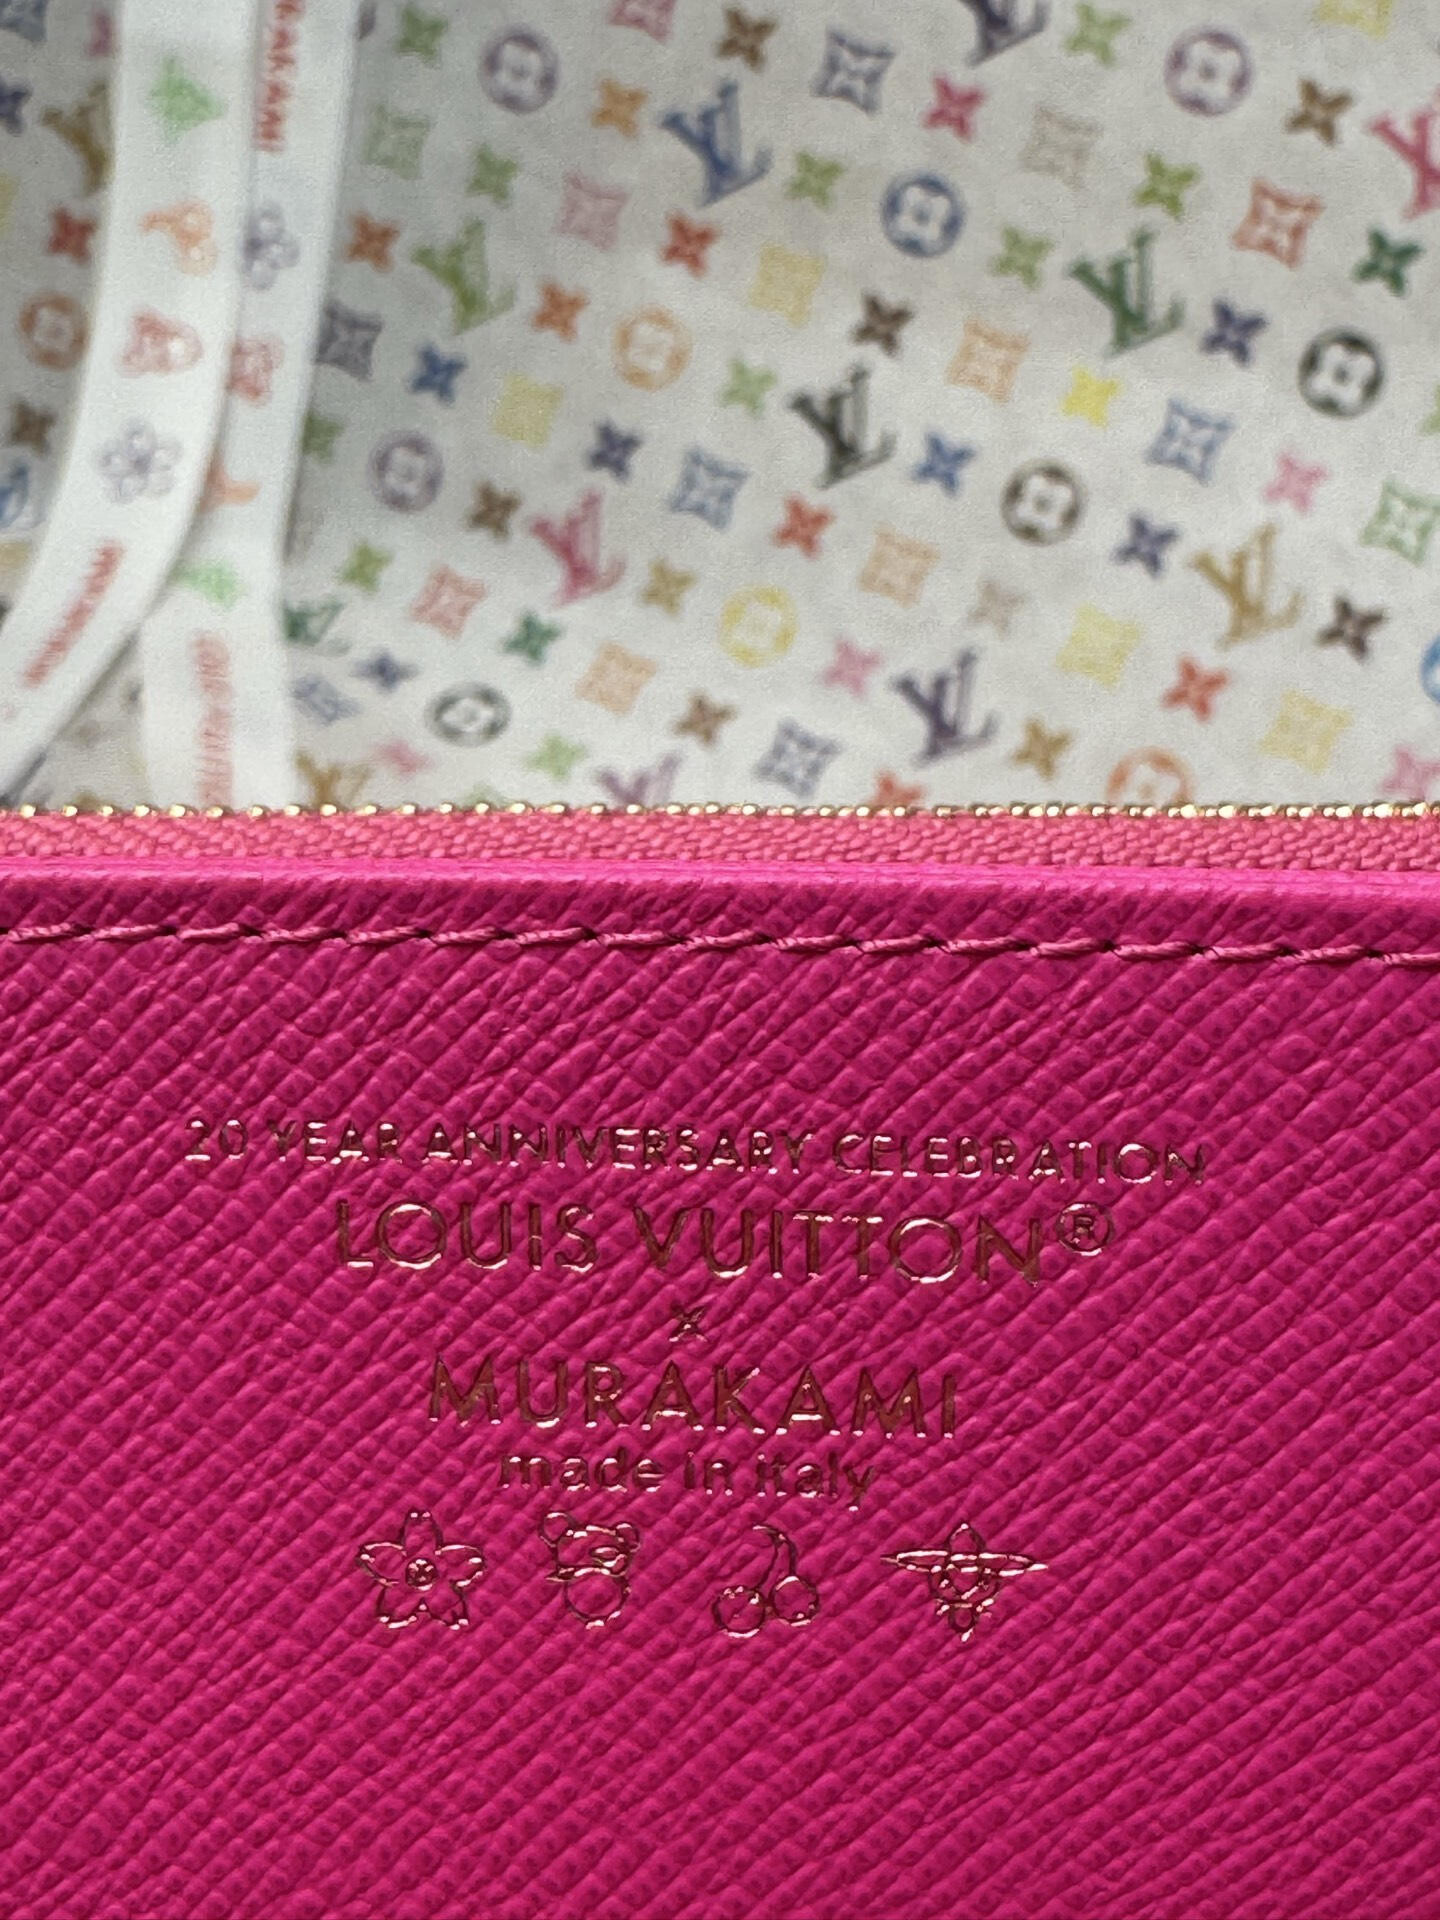 20 YEAR ANNIVERSARY CELEBRATION
LOUIS VUITTON®
×
MURAKAMI
made in italy